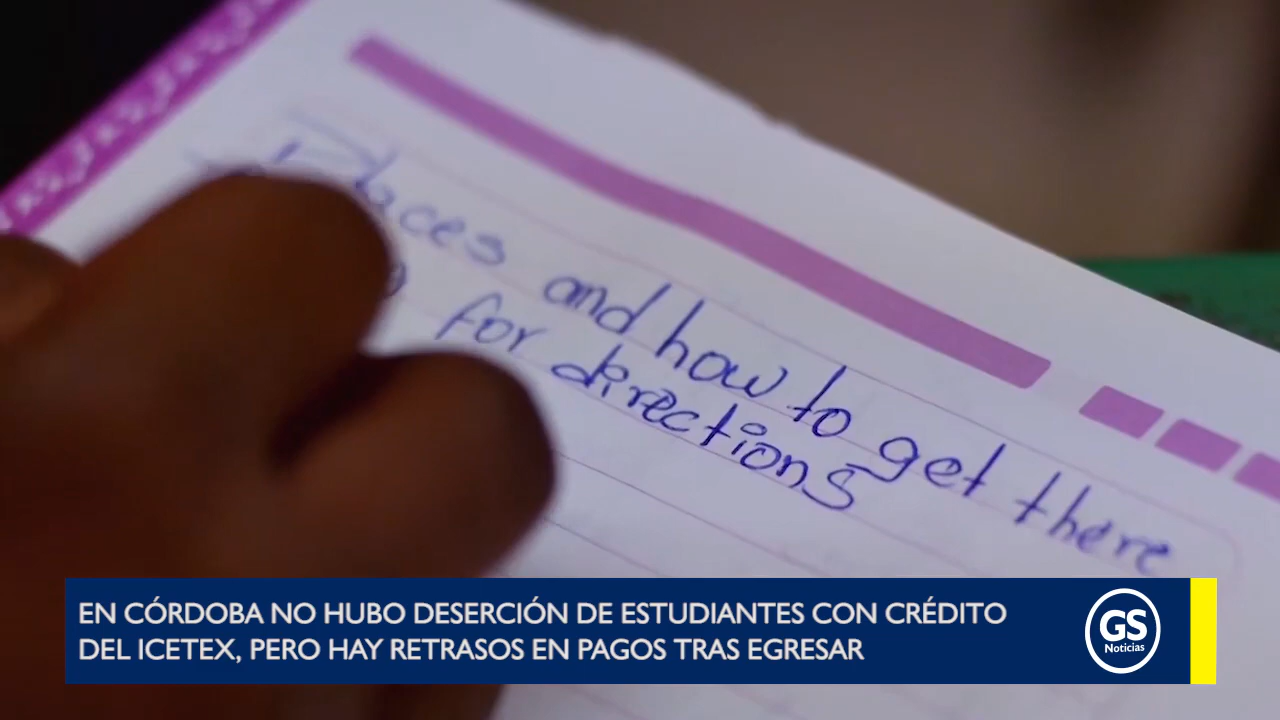 Places and how to get there
for directions
EN CÓRDOBA NO HUBO DESERCIÓN DE ESTUDIANTES CON CRÉDITO
DEL ICETEX, PERO HAY RETRASOS EN PAGOS TRAS EGRESAR
GS
Noticias